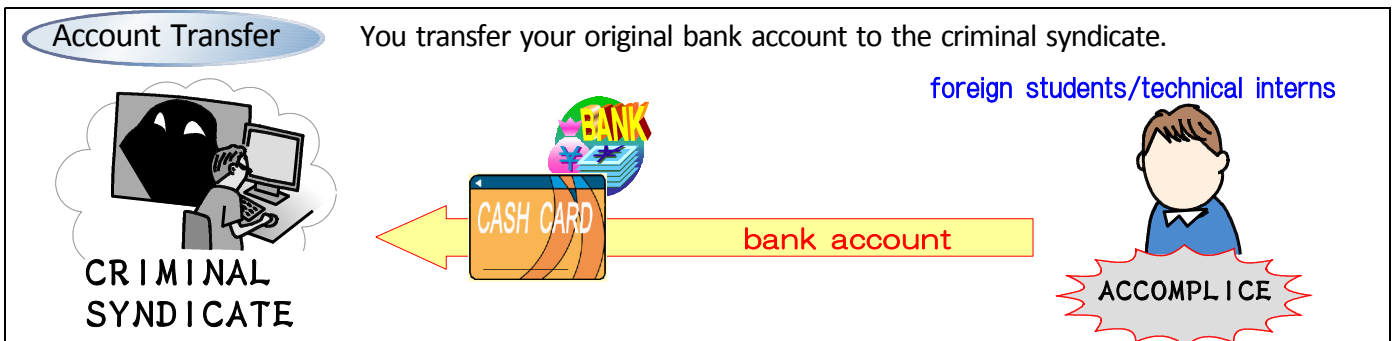 Account Transfer
You transfer your original bank account to the criminal syndicate.
foreign students/technical interns
BANK
¥
CASH CARD
bank account
CRIMINAL
SYNDICATE
ACCOMPLICE